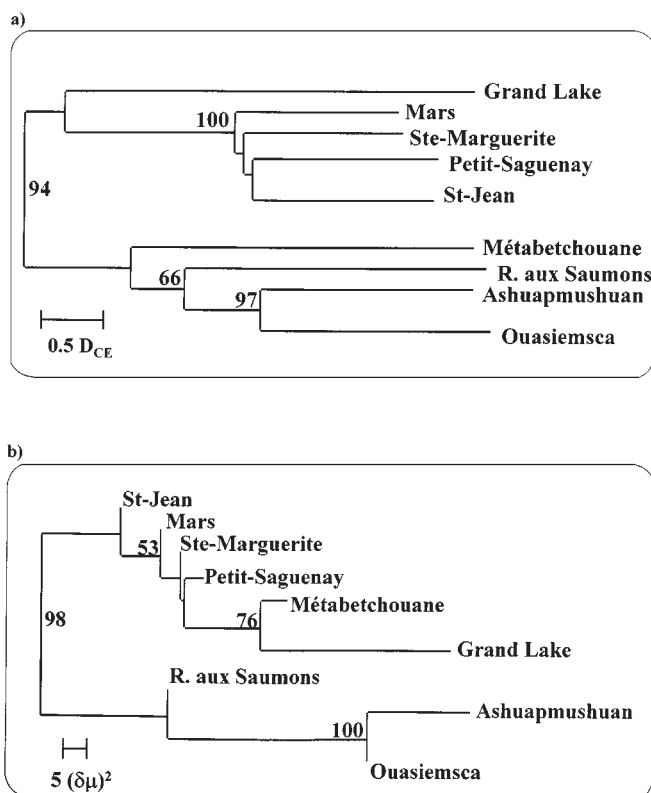 a)
Grand Lake
100
Mars
Ste-Marguerite
Petit-Saguenay
94
St-Jean
Métabetchouane
66
R. aux Saumons
97
Ashuapmushuan
Ouasiemsca
0.5 D_CE
b)
St-Jean
Mars
53
Ste-Marguerite
Petit-Saguenay
Métabetchouane
76
98
Grand Lake
R. aux Saumons
Ashuapmushuan
100
Ouasiemsca
5 (δμ)²